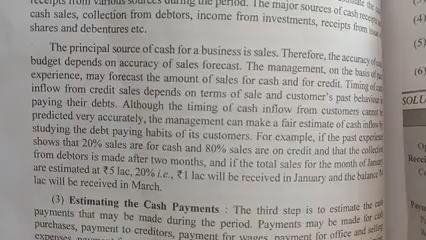 receipts from various sources during the period. The major sources of cash receipts
cash sales, collection from debtors, income from investments, receipts from issue
shares and debentures etc.
The principal source of cash for a business is sales. Therefore, the accuracy of
budget depends on accuracy of sales forecast. The management, on the basis of past
experience, may forecast the amount of sales for cash and for credit. Timing of
inflow from credit sales depends on terms of sale and customer's past behaviour
paying their debts. Although the timing of cash inflow from customers cannot
predicted very accurately, the management can make a fair estimate of cash inflow by
studying the debt paying habits of its customers. For example, if the past experience
shows that 20% sales are for cash and 80% sales are on credit and that the collection
from debtors is made after two months, and if the total sales for the month of January
are estimated at ₹5 lac, 20% i.e., ₹1 lac will be received in January and the balance
lac will be received in March.
(3) Estimating the Cash Payments : The third step is to estimate the cash
payments that may be made during the period. Payments may be made for cash
purchases, payment to creditors, payment for wages, payment for office and selling
expenses
(4)
(5)
(6)
SOLU